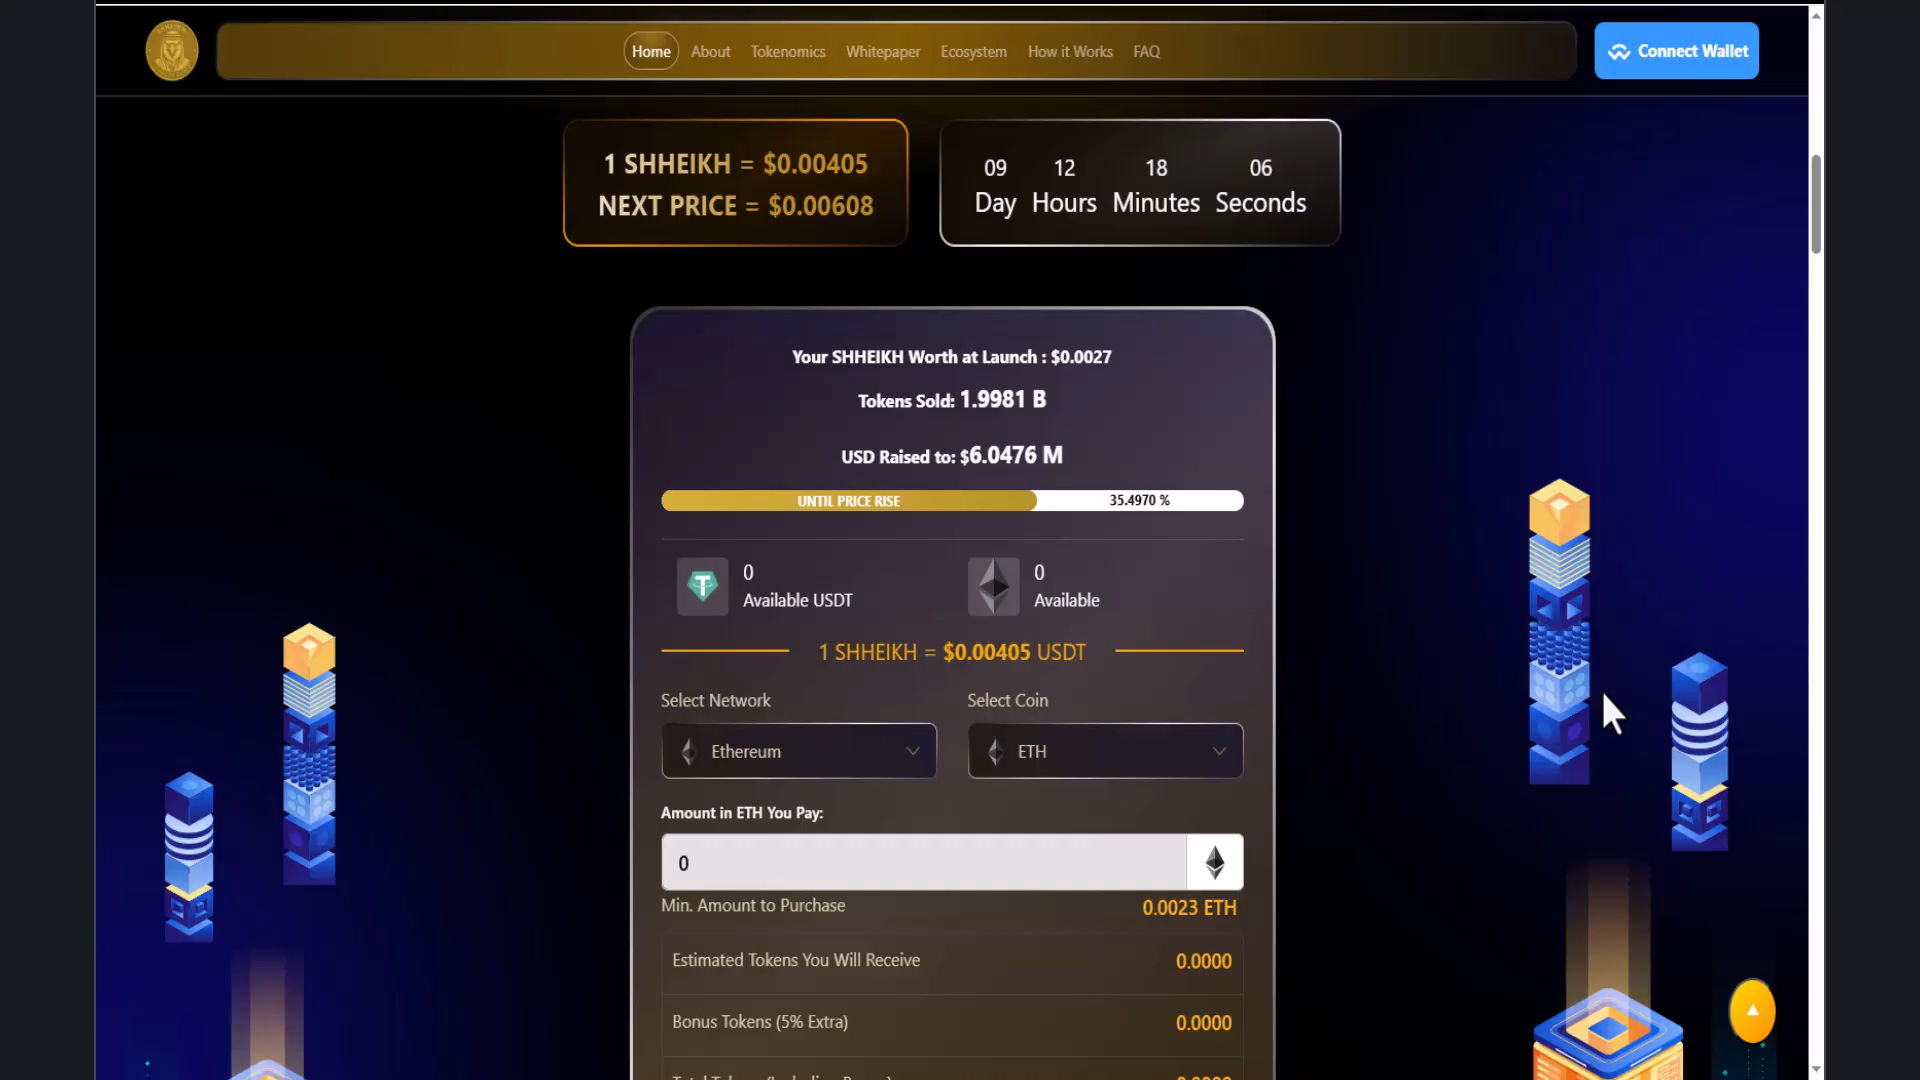 Home About Tokenomics Whitepaper Ecosystem How it Works FAQ
Connect Wallet
1 SHHEIKH = $0.00405
NEXT PRICE = $0.00608
09 12 18 06
Day Hours Minutes Seconds
Your SHHEIKH Worth at Launch : $0.0027
Tokens Sold: 1.9981 B
USD Raised to: $6.0476 M
UNTIL PRICE RISE 35.4970 %
0 0
Available USDT Available
1 SHHEIKH = $0.00405 USDT
Select Network Select Coin
Ethereum ETH
Amount in ETH You Pay:
0
Min. Amount to Purchase 0.0023 ETH
Estimated Tokens You Will Receive 0.0000
Bonus Tokens (5% Extra) 0.0000